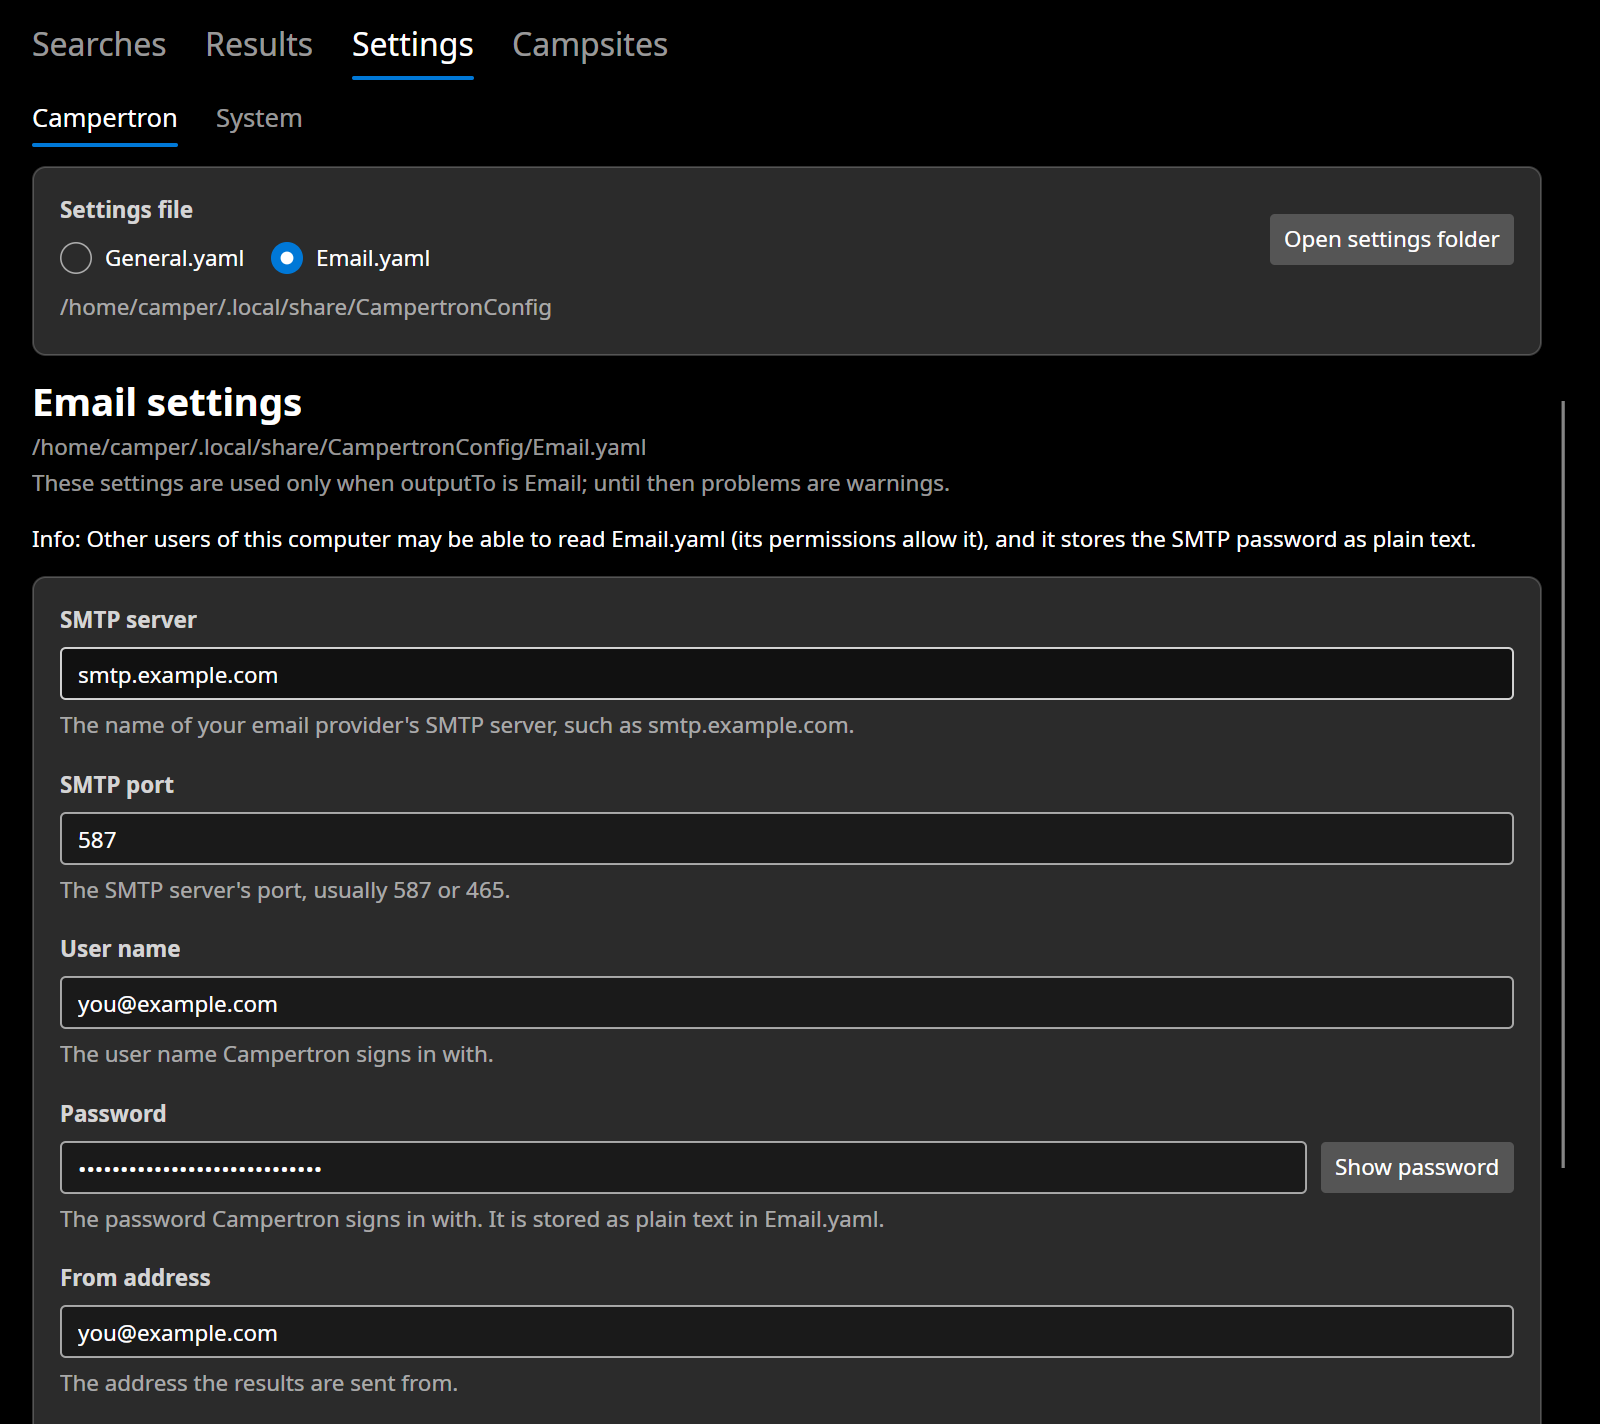 Searches Results Settings Campsites
Campertron System
Settings file
General.yaml Email.yaml
Open settings folder
/home/camper/.local/share/CampertronConfig
Email settings
/home/camper/.local/share/CampertronConfig/Email.yaml
These settings are used only when outputTo is Email; until then problems are warnings.
Info: Other users of this computer may be able to read Email.yaml (its permissions allow it), and it stores the SMTP password as plain text.
SMTP server
smtp.example.com
The name of your email provider's SMTP server, such as smtp.example.com.
SMTP port
587
The SMTP server's port, usually 587 or 465.
User name
you@example.com
The user name Campertron signs in with.
Password
••••••••••••••••••••••••••••• Show password
The password Campertron signs in with. It is stored as plain text in Email.yaml.
From address
you@example.com
The address the results are sent from.